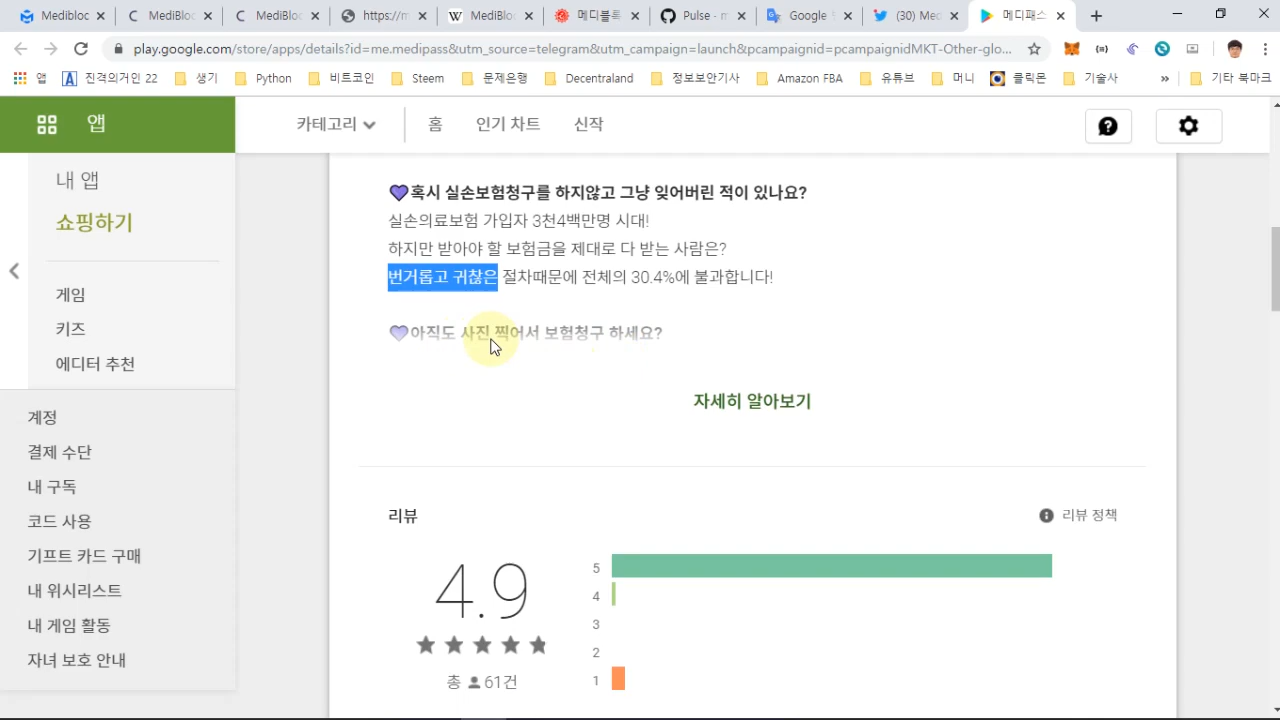 Medibloc
MediBloc
MediBloc
https://m
MediBloc
메디블록
Pulse - m
Google
(30) Mec
메디패스
play.google.com/store/apps/details?id=me.medipass&utm_source=telegram&utm_campaign=launch&pcampaignid=pcampaignidMKT-Other-glo...
앱
진격의거인 22
생기
Python
비트코인
Steem
문제은행
Decentraland
정보보안기사
Amazon FBA
유튜브
머니
클릭몬
기술사
»
기타 북마크
앱
카테고리
홈
인기 차트
신작
내 앱
쇼핑하기
게임
키즈
에디터 추천
계정
결제 수단
내 구독
코드 사용
기프트 카드 구매
내 위시리스트
내 게임 활동
자녀 보호 안내
💜혹시 실손보험청구를 하지않고 그냥 잊어버린 적이 있나요?
실손의료보험 가입자 3천4백만명 시대!
하지만 받아야 할 보험금을 제대로 다 받는 사람은?
번거롭고 귀찮은 절차때문에 전체의 30.4%에 불과합니다!
💜아직도 사진 찍어서 보험청구 하세요?
자세히 알아보기
리뷰
리뷰 정책
4.9
총 61건
5
4
3
2
1